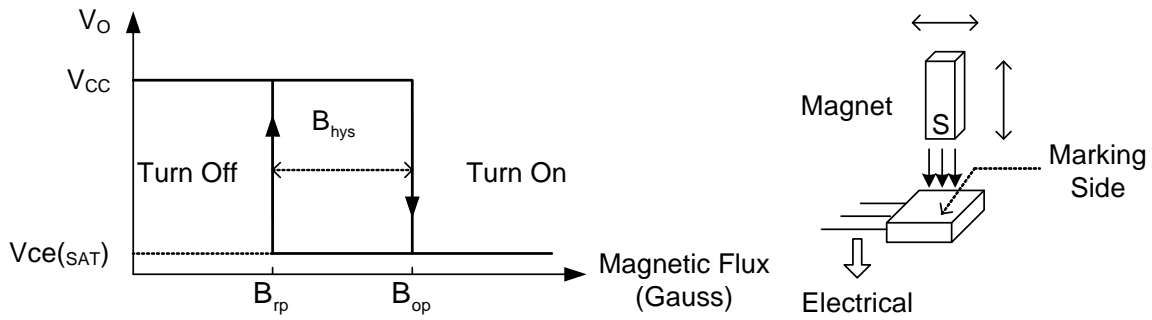 V_O
V_CC
B_hys
Turn Off
Turn On
Vce(SAT)
B_rp
B_op
Magnetic Flux
(Gauss)
Magnet
S
Marking
Side
Electrical